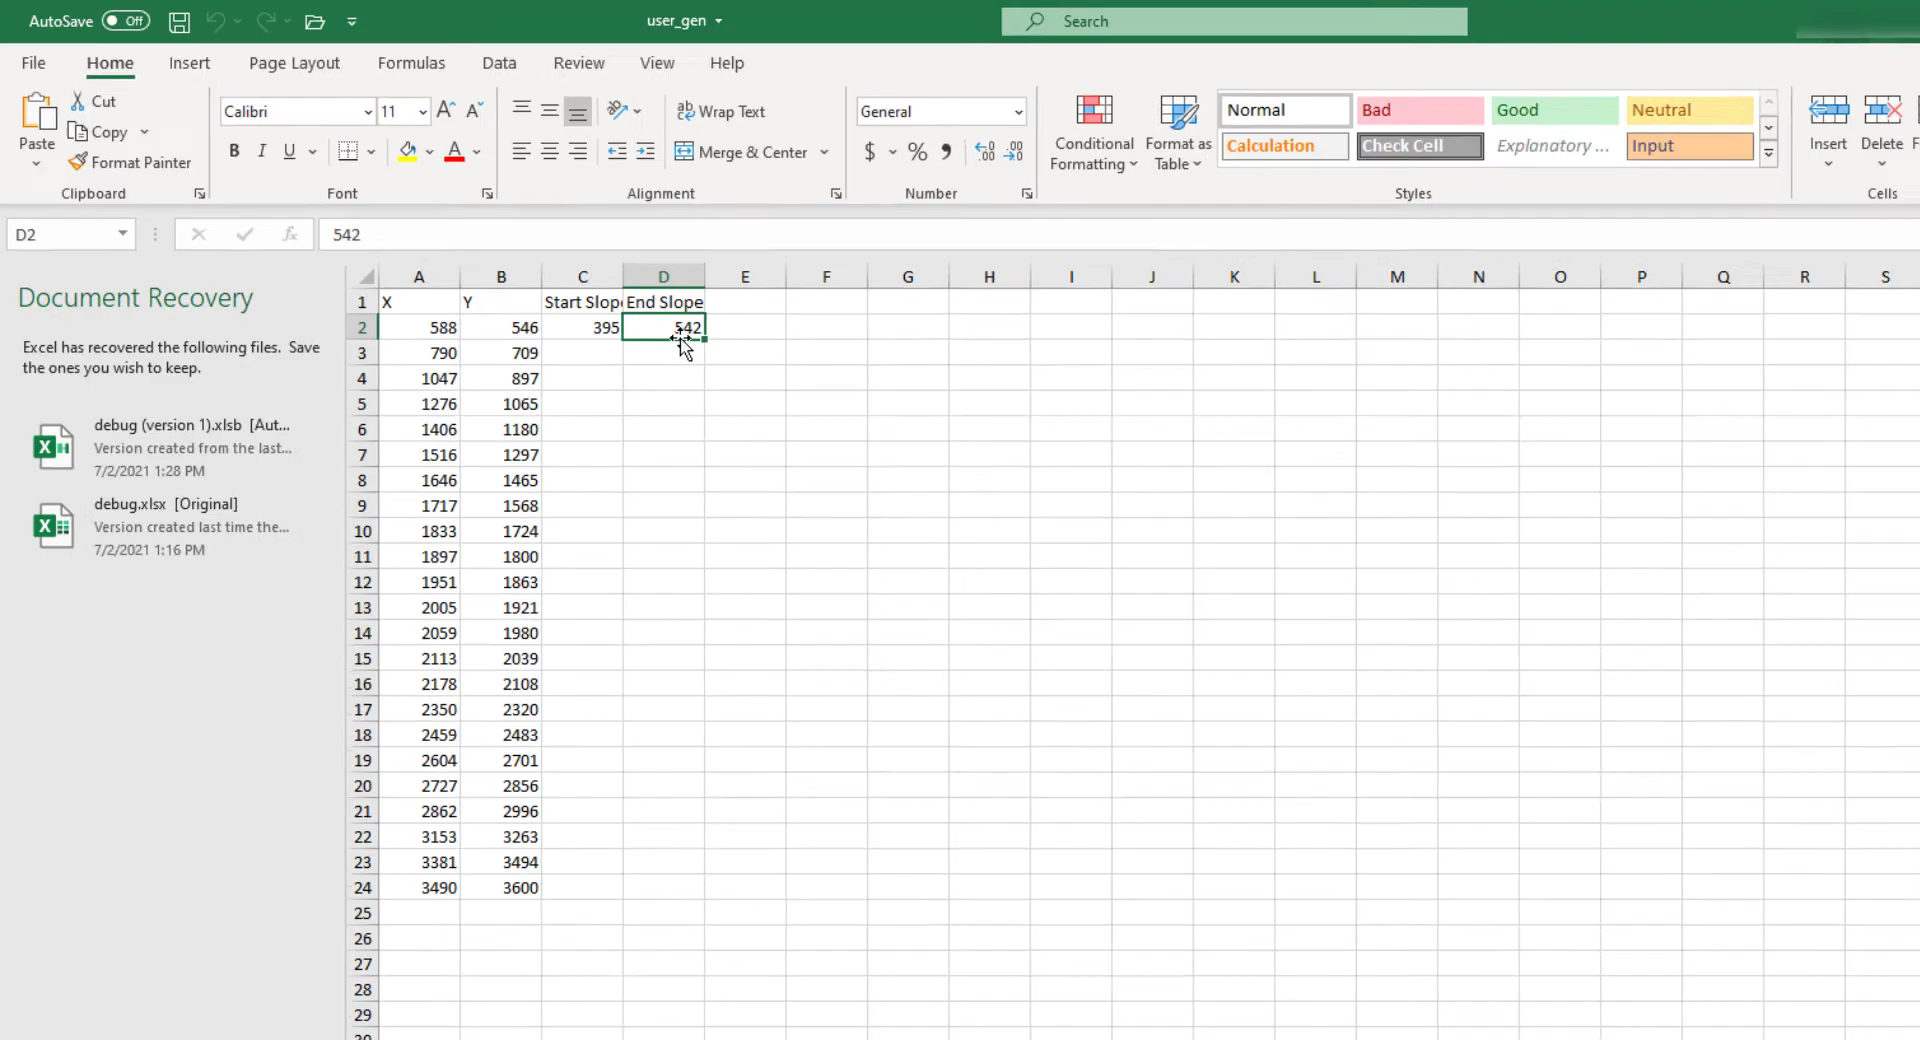 AutoSave Off user_gen Search
File Home Insert Page Layout Formulas Data Review View Help
Paste Cut Copy Format Painter Clipboard
Calibri 11 A A B I U A Font
ab Wrap Text Merge & Center Alignment
General $ % 9 Number
Conditional Formatting Format as Table
Normal Bad Good Neutral
Calculation Check Cell Explanatory ... Input
Styles
Insert Delete Cells
D2 fx 542
Document Recovery
Excel has recovered the following files. Save
the ones you wish to keep.
debug (version 1).xlsb [Aut...
Version created from the last...
7/2/2021 1:28 PM
debug.xlsx [Original]
Version created last time the...
7/2/2021 1:16 PM
A B C D E F G H I J K L M N O P Q R S
1 X Y Start Slop End Slope
2 588 546 395 542
3 790 709
4 1047 897
5 1276 1065
6 1406 1180
7 1516 1297
8 1646 1465
9 1717 1568
10 1833 1724
11 1897 1800
12 1951 1863
13 2005 1921
14 2059 1980
15 2113 2039
16 2178 2108
17 2350 2320
18 2459 2483
19 2604 2701
20 2727 2856
21 2862 2996
22 3153 3263
23 3381 3494
24 3490 3600
25
26
27
28
29